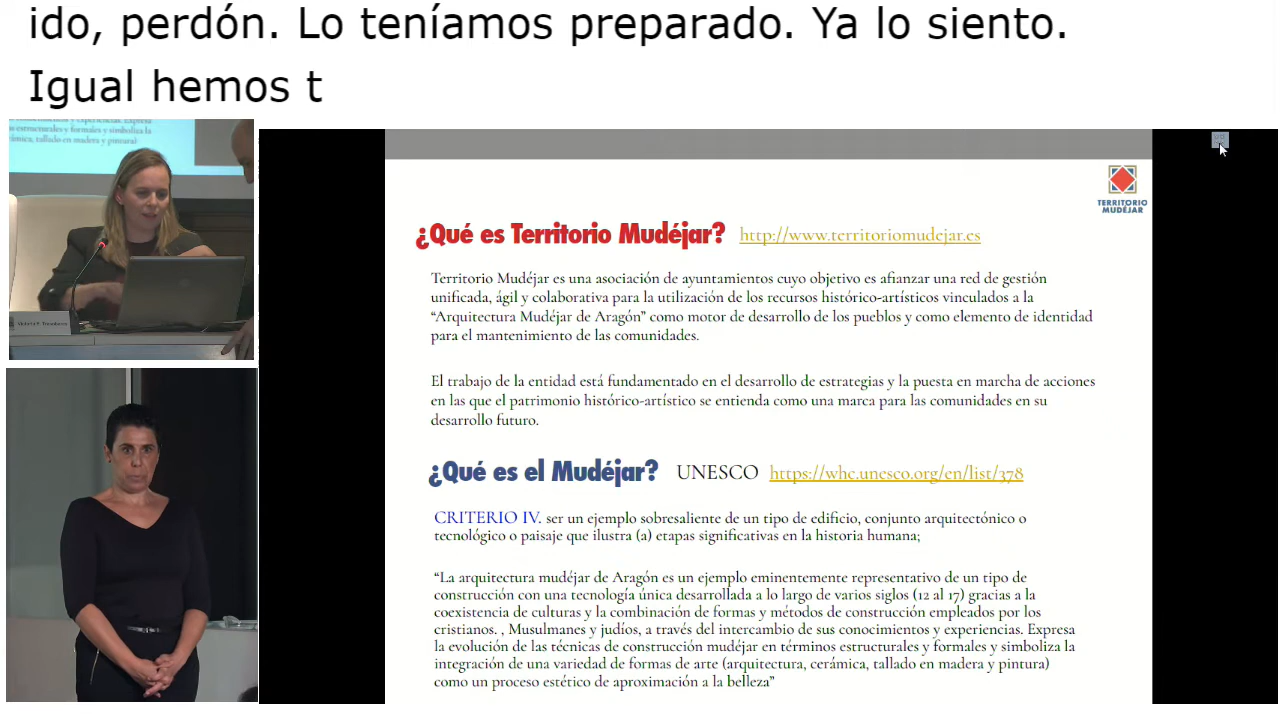 ido, perdón. Lo teníamos preparado. Ya lo siento.
Igual hemos t
TERRITORIO
MUDÉJAR
¿Qué es Territorio Mudéjar? http://www.territoriomudejar.es
Territorio Mudéjar es una asociación de ayuntamientos cuyo objetivo es afianzar una red de gestión
unificada, ágil y colaborativa para la utilización de los recursos histórico-artísticos vinculados a la
“Arquitectura Mudéjar de Aragón” como motor de desarrollo de los pueblos y como elemento de identidad
para el mantenimiento de las comunidades.
El trabajo de la entidad está fundamentado en el desarrollo de estrategias y la puesta en marcha de acciones
en las que el patrimonio histórico-artístico se entienda como una marca para las comunidades en su
desarrollo futuro.
¿Qué es el Mudéjar? UNESCO https://whc.unesco.org/en/list/378
CRITERIO IV. ser un ejemplo sobresaliente de un tipo de edificio, conjunto arquitectónico o
tecnológico o paisaje que ilustra (a) etapas significativas en la historia humana;
“La arquitectura mudéjar de Aragón es un ejemplo eminentemente representativo de un tipo de
construcción con una tecnología única desarrollada a lo largo de varios siglos (12 al 17) gracias a la
coexistencia de culturas y la combinación de formas y métodos de construcción empleados por los
cristianos. , Musulmanes y judíos, a través del intercambio de sus conocimientos y experiencias. Expresa
la evolución de las técnicas de construcción mudéjar en términos estructurales y formales y simboliza la
integración de una variedad de formas de arte (arquitectura, cerámica, tallado en madera y pintura)
como un proceso estético de aproximación a la belleza”
y experiencias. Expresa
estructurales y formales y simboliza la
tallado en madera y pintura)